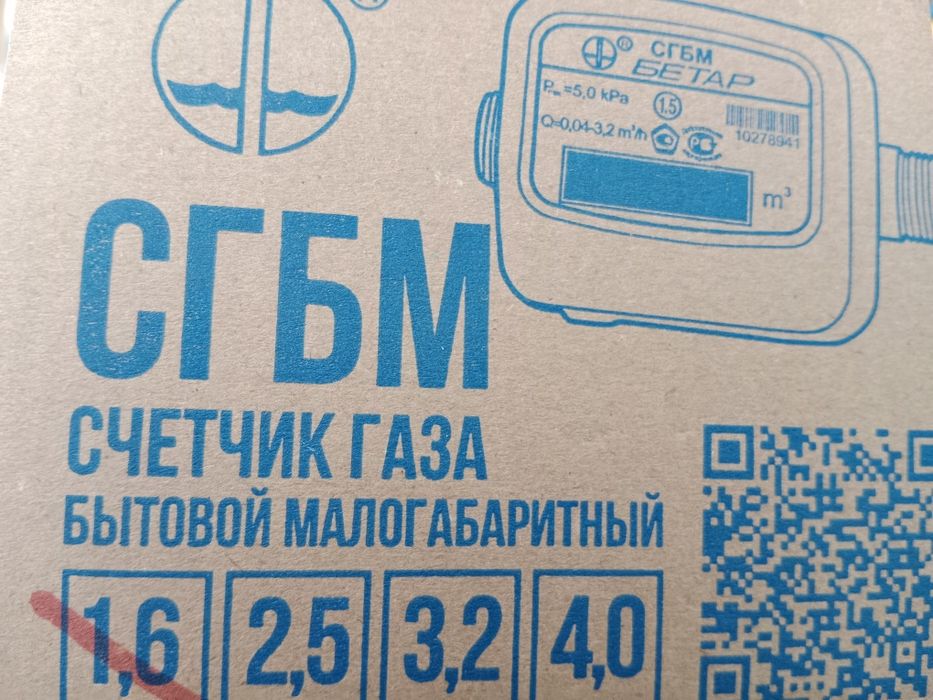 ®
СГБМ
БЕТАР
=5,0 kPa
1.5
Q=0,04-3,2 m³/h
10278941
m³
СГБМ
СЧЕТЧИК ГАЗА
БЫТОВОЙ МАЛОГАБАРИТНЫЙ
1,6 2,5 3,2 4,0